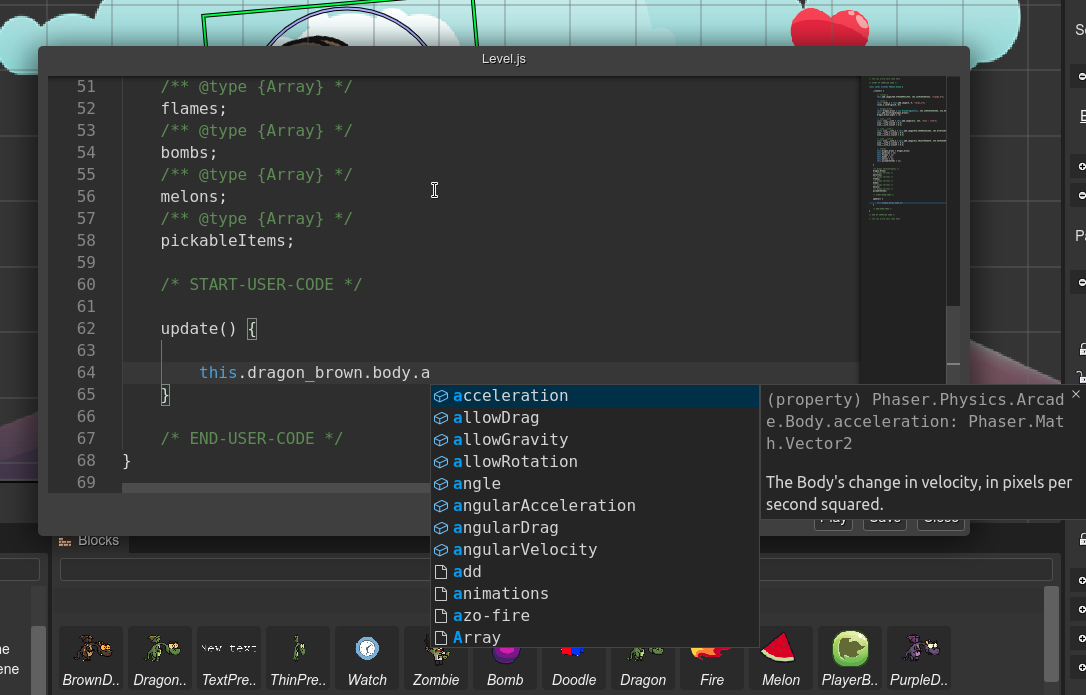 Level.js
51 /** @type {Array} */
52 flames;
53 /** @type {Array} */
54 bombs;
55 /** @type {Array} */
56 melons;
57 /** @type {Array} */
58 pickableItems;
59
60 /* START-USER-CODE */
61
62 update() {
63
64 this.dragon_brown.body.a
65 }
66
67 /* END-USER-CODE */
68 }
69
acceleration
allowDrag
allowGravity
allowRotation
angle
angularAcceleration
angularDrag
angularVelocity
add
animations
azo-fire
Array
(property) Phaser.Physics.Arcad
e.Body.acceleration: Phaser.Mat
h.Vector2
The Body's change in velocity, in pixels per
second squared.
Play Save Close
Blocks
BrownD..
Dragon..
New text
TextPre..
ThinPre..
Watch
Zombie
Bomb
Doodle
Dragon
Fire
Melon
PlayerB..
PurpleD..